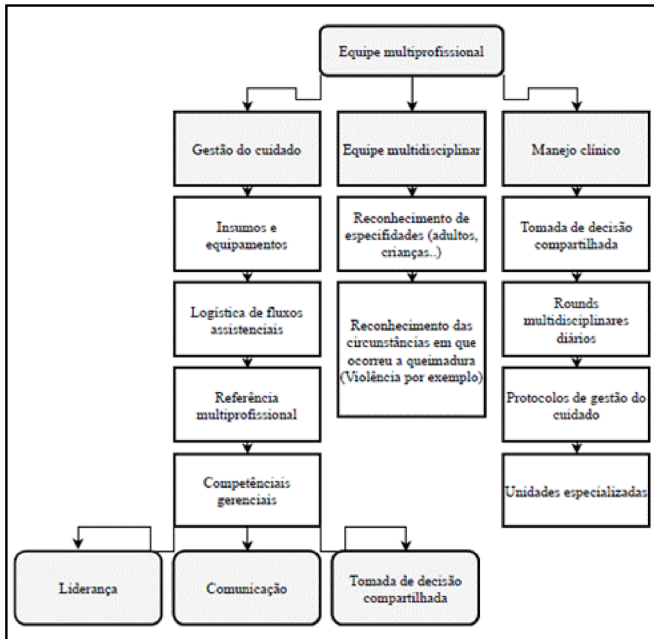 Equipe multiprofissional
Gestão do cuidado
Equipe multidisciplinar
Manejo clínico
Insumos e
equipamentos
Reconhecimento de
especifidades (adultos,
crianças..)
Tomada de decisão
compartilhada
Logística de fluxos
assistenciais
Reconhecimento das
circunstâncias em que
ocorreu a queimadura
(Violência por exemplo)
Rounds
multidisciplinares
diários
Referência
multiprofissional
Protocolos de gestão do
cuidado
Competênciais
gerenciais
Unidades especializadas
Liderança
Comunicação
Tomada de decisão
compartilhada